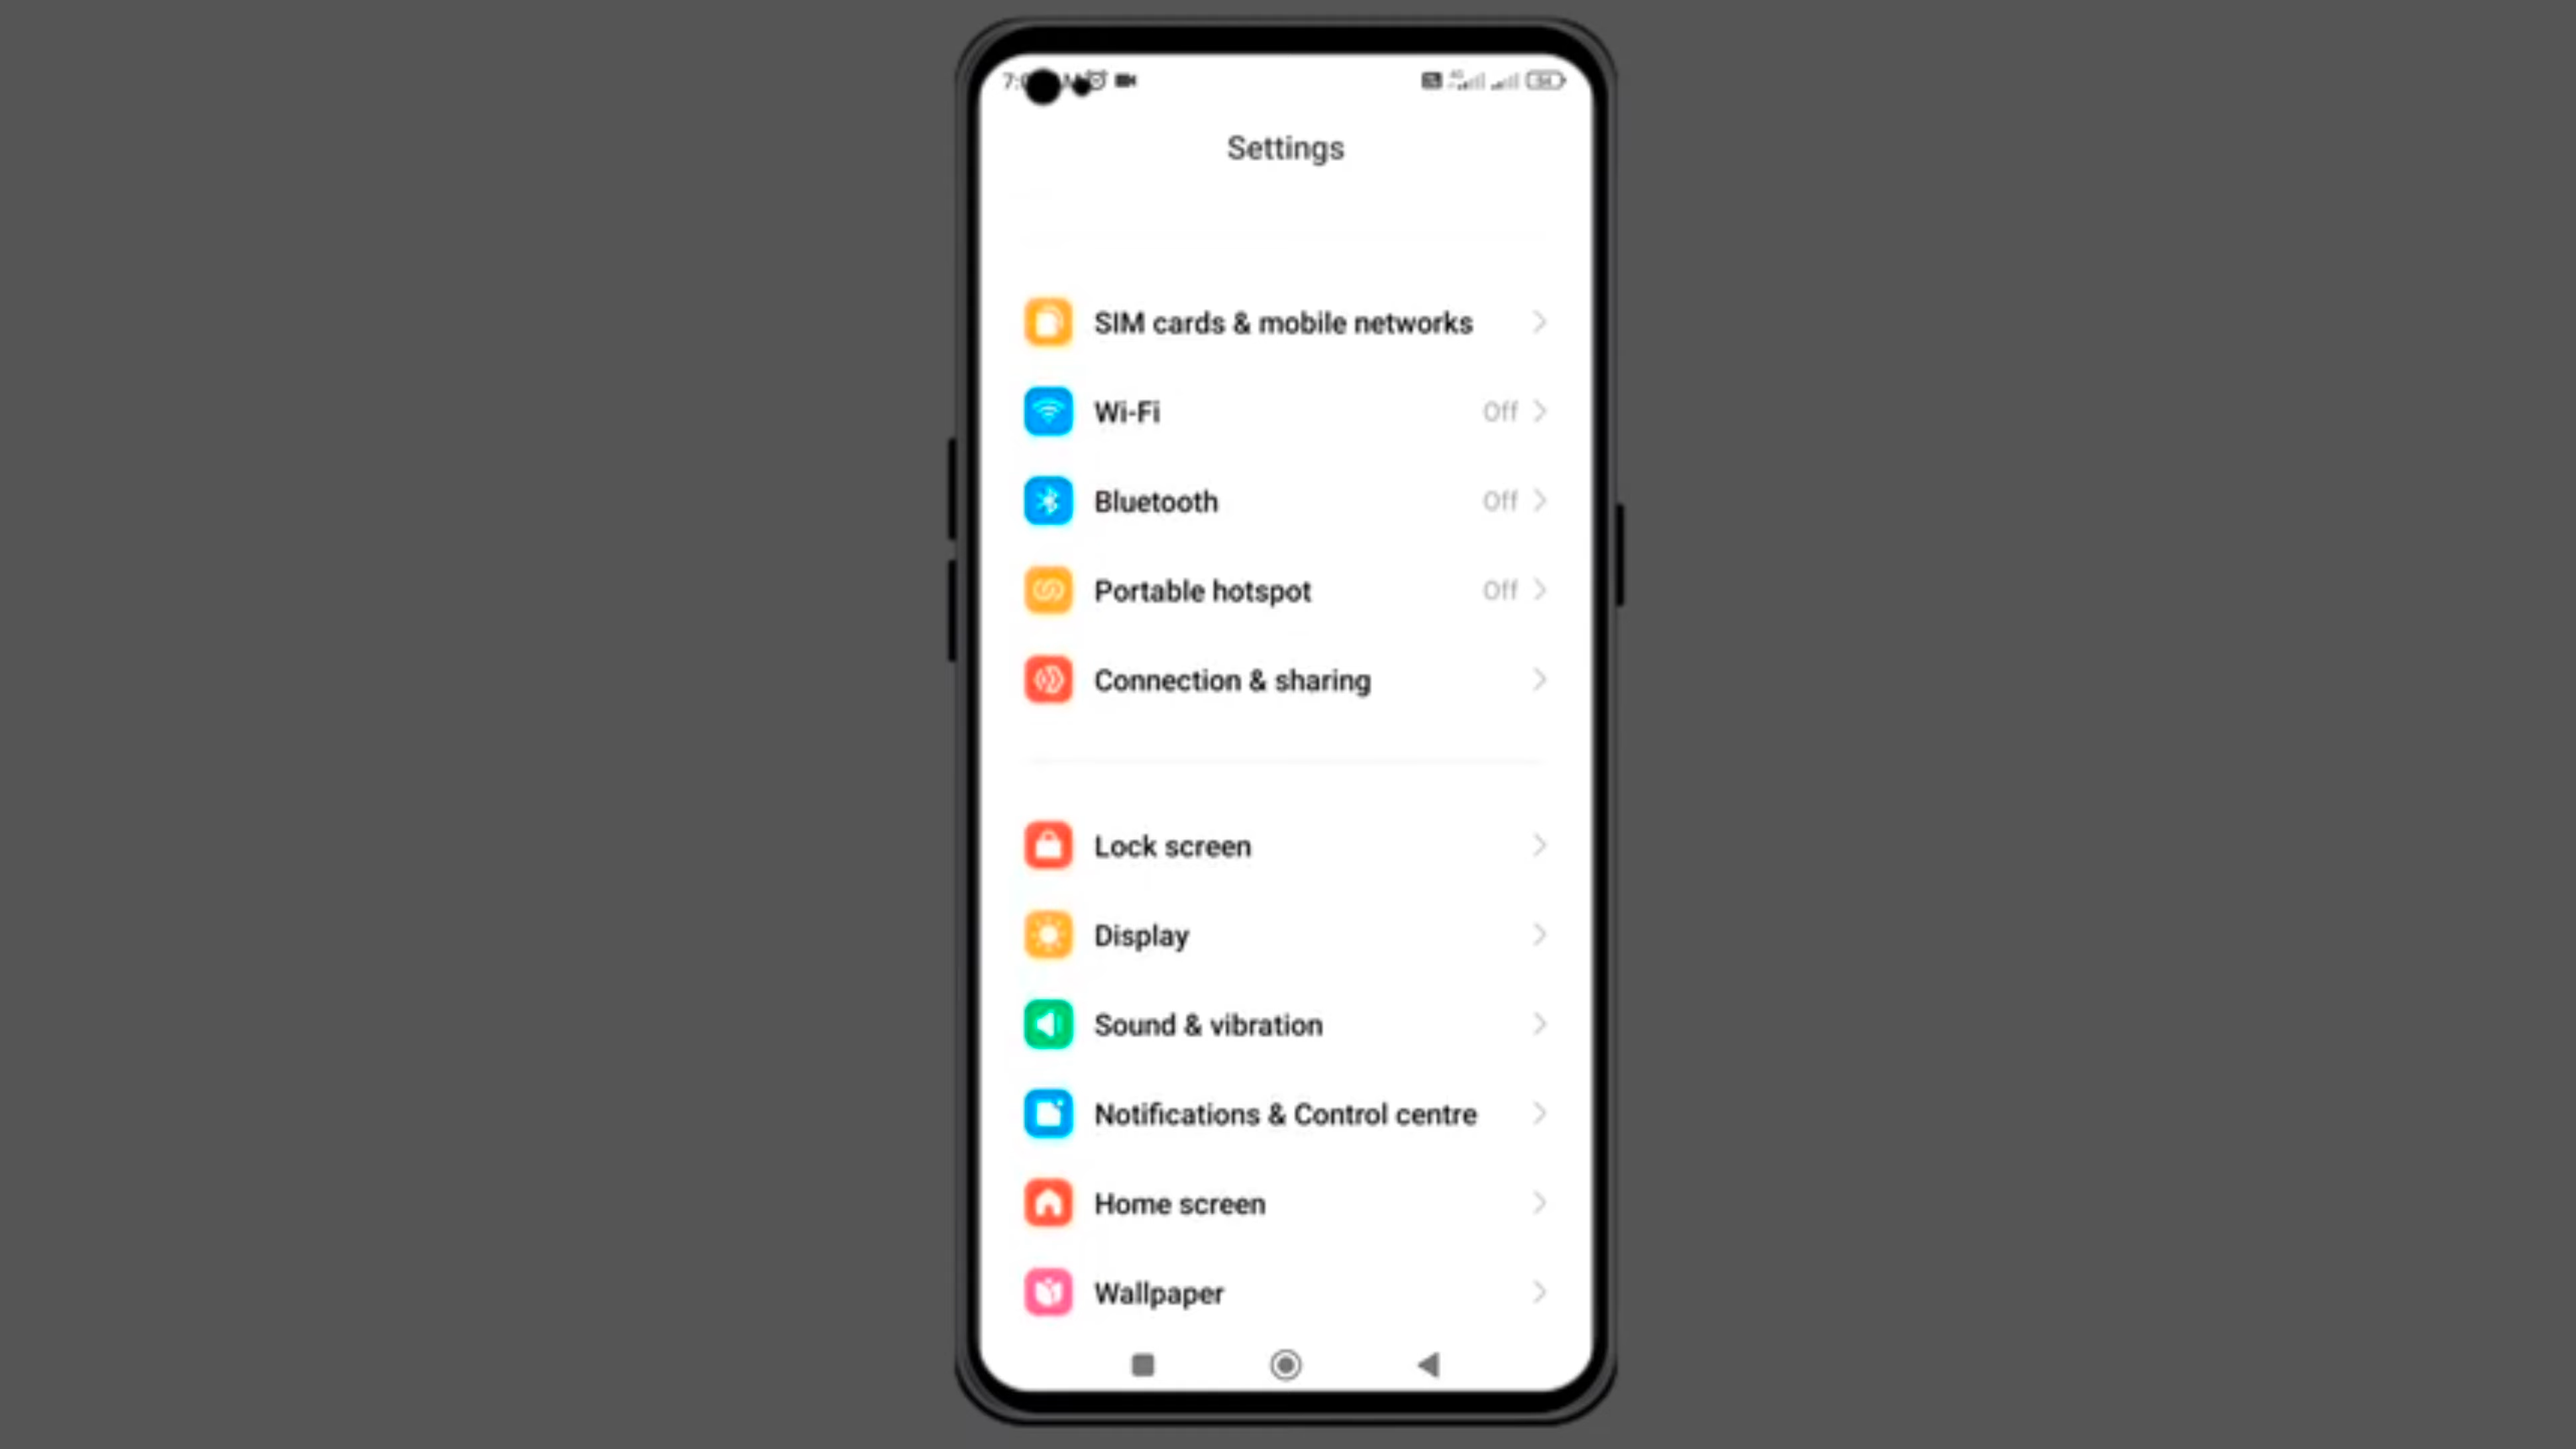 Settings
SIM cards & mobile networks
Wi-Fi Off
Bluetooth Off
Portable hotspot Off
Connection & sharing
Lock screen
Display
Sound & vibration
Notifications & Control centre
Home screen
Wallpaper